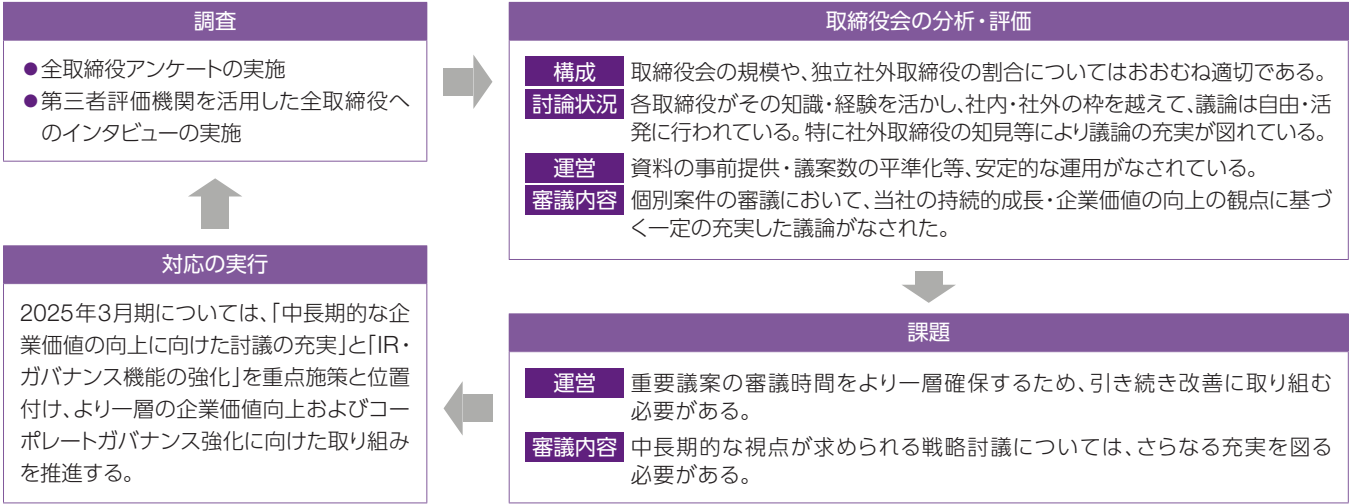 調査
●全取締役アンケートの実施
●第三者評価機関を活用した全取締役へ
のインタビューの実施
取締役会の分析・評価
構成 取締役会の規模や、独立社外取締役の割合についてはおおむね適切である。
討論状況 各取締役がその知識・経験を活かし、社内・社外の枠を越えて、議論は自由・活
発に行われている。特に社外取締役の知見等により議論の充実が図れている。
運営 資料の事前提供・議案数の平準化等、安定的な運用がなされている。
審議内容 個別案件の審議において、当社の持続的成長・企業価値の向上の観点に基づ
く一定の充実した議論がなされた。
課題
運営 重要議案の審議時間をより一層確保するため、引き続き改善に取り組む
必要がある。
審議内容 中長期的な視点が求められる戦略討議については、さらなる充実を図る
必要がある。
対応の実行
2025年3月期については、「中長期的な企
業価値の向上に向けた討議の充実」と「IR・
ガバナンス機能の強化」を重点施策と位置
付け、より一層の企業価値向上およびコー
ポレートガバナンス強化に向けた取り組み
を推進する。